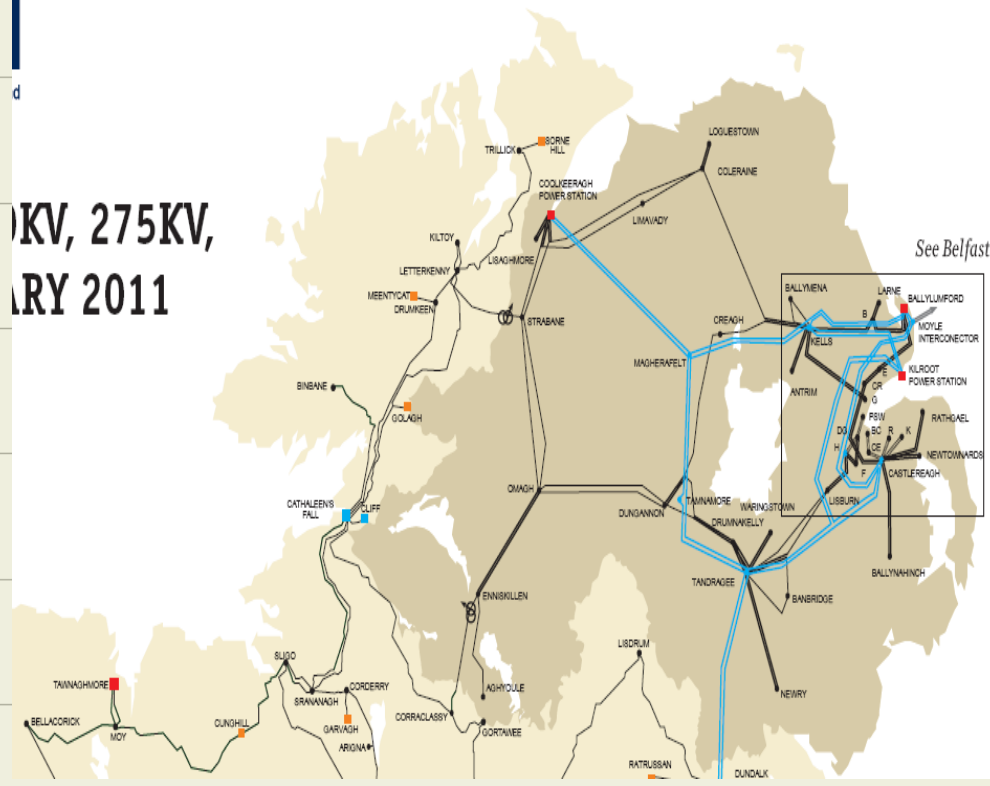 d
KV, 275KV,
ARY 2011
See Belfast
LOGUESTOWN
COLERAINE
SORNE
HILL
TRILLICK
COOLKEERAGH
POWER STATION
LIMAVADY
KILTOY
LISAGHMORE
LETTERKENNY
MEENTYCAT
DRUMKEEN
STRABANE
BALLYMENA
LARNE
BALLYLUMFORD
B
MOYLE
INTERCONECTOR
CREAGH
KELLS
MAGHERAFELT
E
KILROOT
POWER STATION
ANTRIM
CR
G
BINBANE
GOLAGH
PSW
RATHGAEL
DG
BC
R
K
H
CE
NEWTOWNARDS
F
CASTLEREAGH
OMAGH
CATHALEEN'S
FALL
CLIFF
TAMNAMORE
LISBURN
DUNGANNON
WARINGSTOWN
DRUMNAKELLY
BALLYNAHINCH
TANDRAGEE
BANBRIDGE
ENNISKILLEN
LISDRUM
SLIGO
TAWNAGHMORE
CORDERRY
SRANANAGH
AGHYOULE
NEWRY
BELLACORICK
CUNGHILL
GARVAGH
CORRACLASSY
GORTAWEE
MOY
ARIGNA
RATRUSSAN
DUNDALK